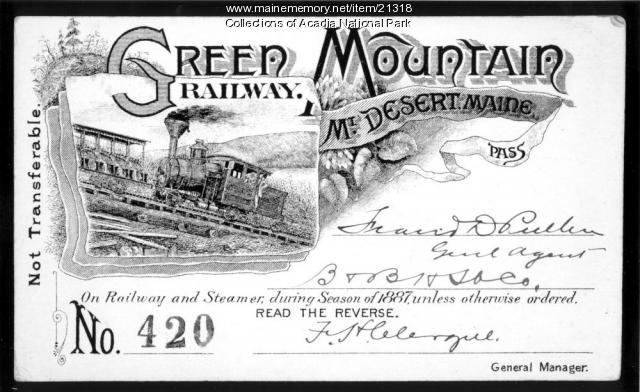 www.mainememory.net/item/21318
Collections of Acadia National Park
GREEN MOUNTAIN
RAILWAY.
MT. DESERT, MAINE.
PASS
Not Transferable.
Genl Agent
B & B
On Railway and Steamer, during Season of 1887, unless otherwise ordered.
READ THE REVERSE.
No. 420
F. H. Clergue.
General Manager.